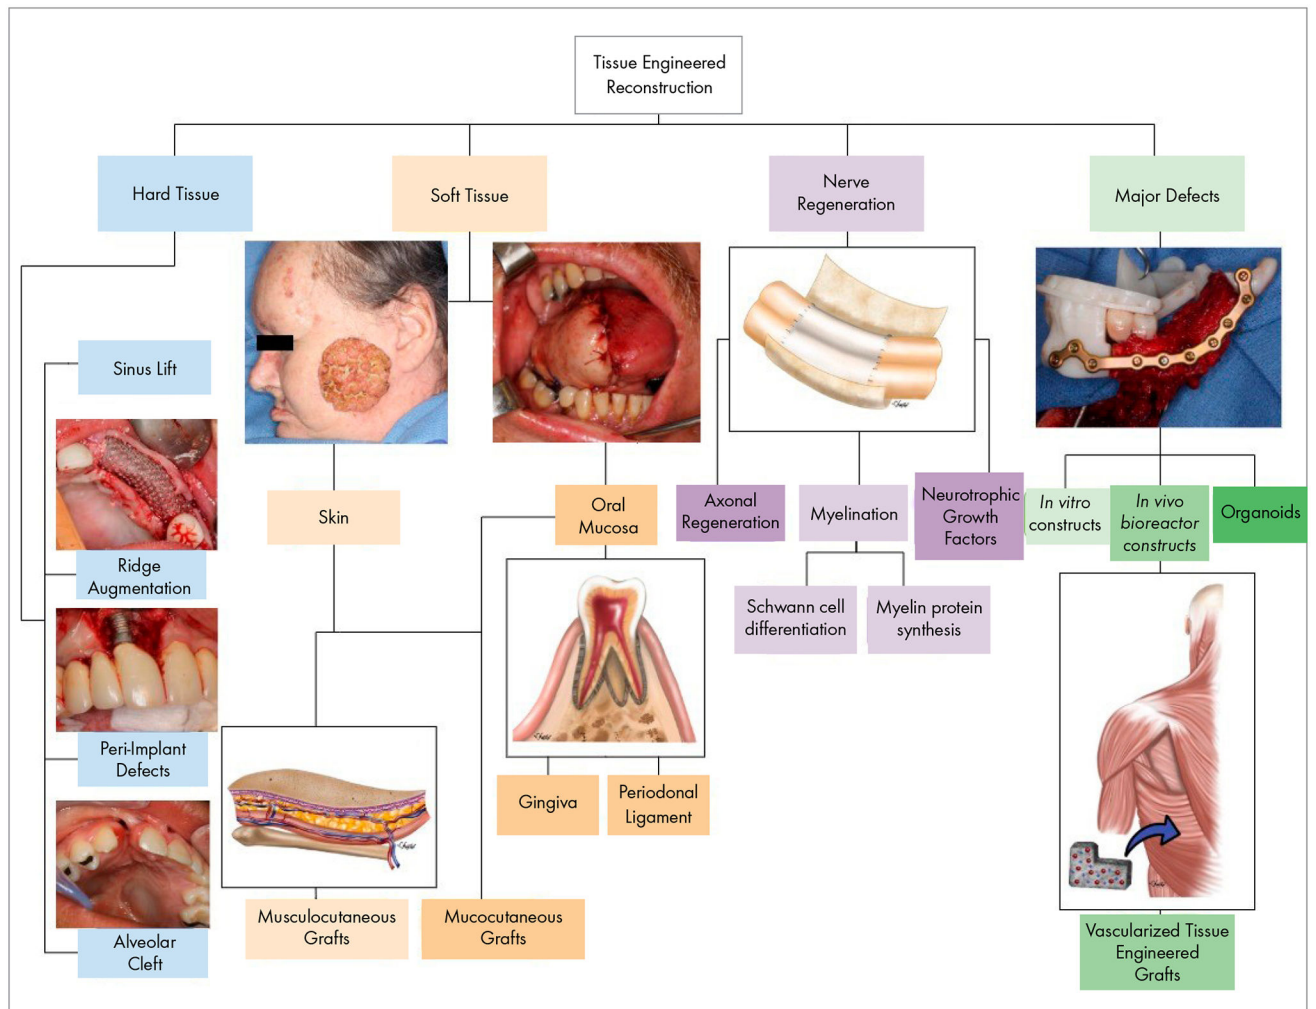 Tissue Engineered
Reconstruction
Hard Tissue
Soft Tissue
Nerve
Regeneration
Major Defects
Sinus Lift
Ridge
Augmentation
Peri-Implant
Defects
Alveolar
Cleft
Skin
Oral
Mucosa
Gingiva
Periodonal
Ligament
Musculocutaneous
Grafts
Mucocutaneous
Grafts
Axonal
Regeneration
Myelination
Neurotrophic
Growth
Factors
Schwann cell
differentiation
Myelin protein
synthesis
In vitro
constructs
In vivo
bioreactor
constructs
Organoids
Vascularized Tissue
Engineered
Grafts